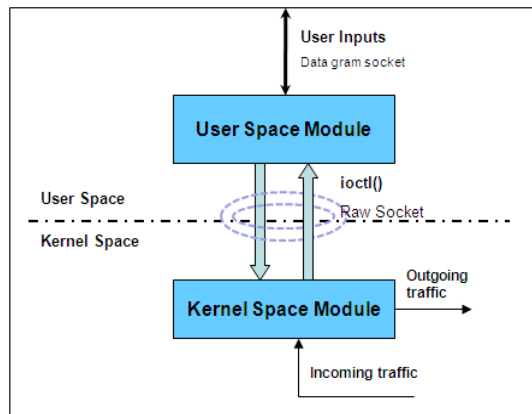 User Inputs
Data gram socket
User Space Module
ioctl()
User Space
Raw Socket
Kernel Space
Outgoing
traffic
Kernel Space Module
Incoming traffic